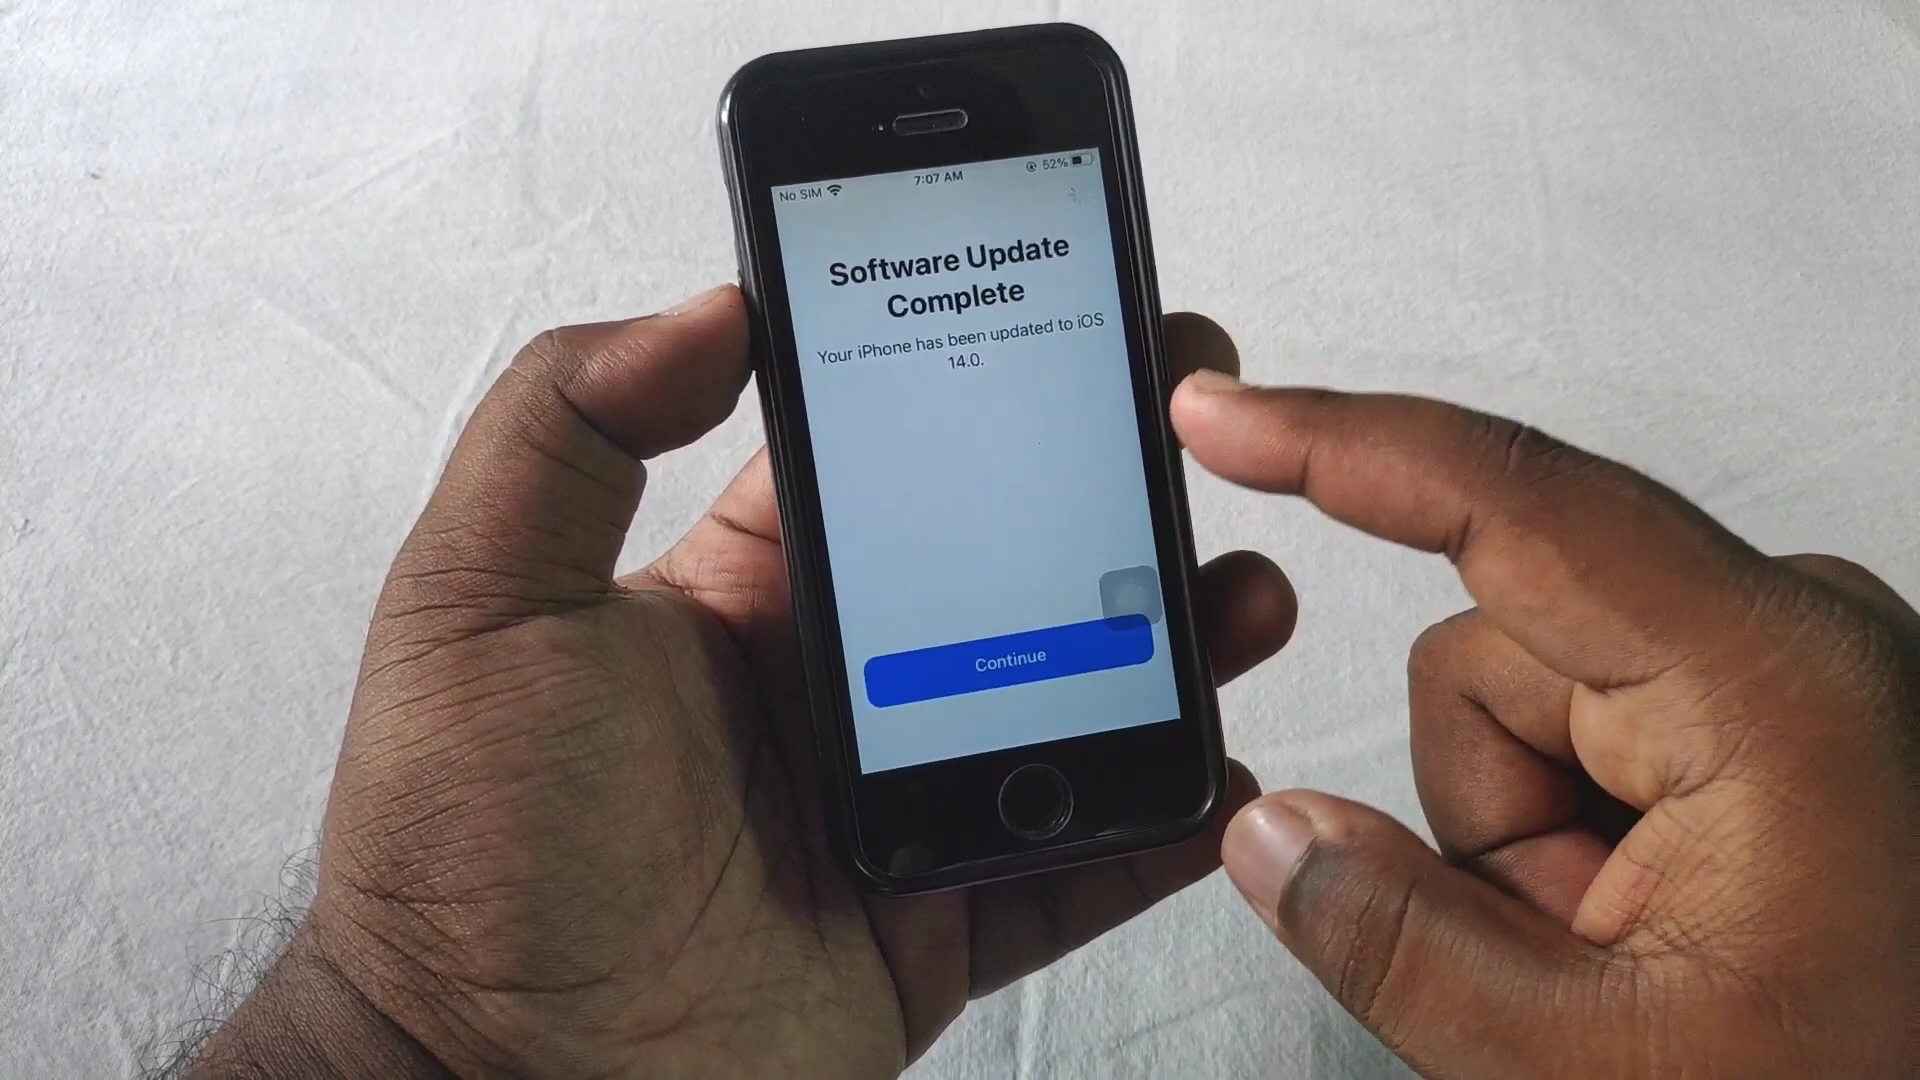 No SIM 7:07 AM 52%
Software Update
Complete
Your iPhone has been updated to iOS
14.0.
Continue